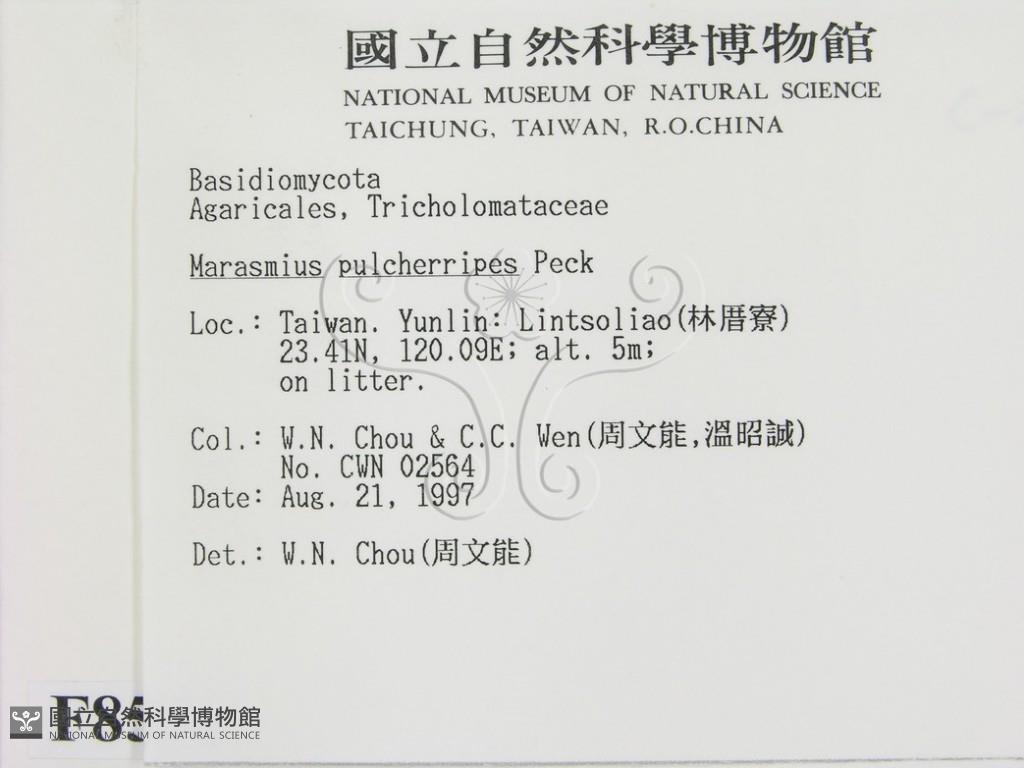 國立自然科學博物館
NATIONAL MUSEUM OF NATURAL SCIENCE
TAICHUNG, TAIWAN, R.O.CHINA
Basidiomycota
Agaricales, Tricholomataceae
Marasmius pulcherripes Peck
Loc.: Taiwan. Yunlin: Lintsoliao(林厝寮)
23.41N, 120.09E; alt. 5m;
on litter.
Col.: W.N. Chou & C.C. Wen(周文能,溫昭誠)
No. CWN 02564
Date: Aug. 21, 1997
Det.: W.N. Chou(周文能)
F85
國立自然科學博物館
NATIONAL MUSEUM OF NATURAL SCIENCE